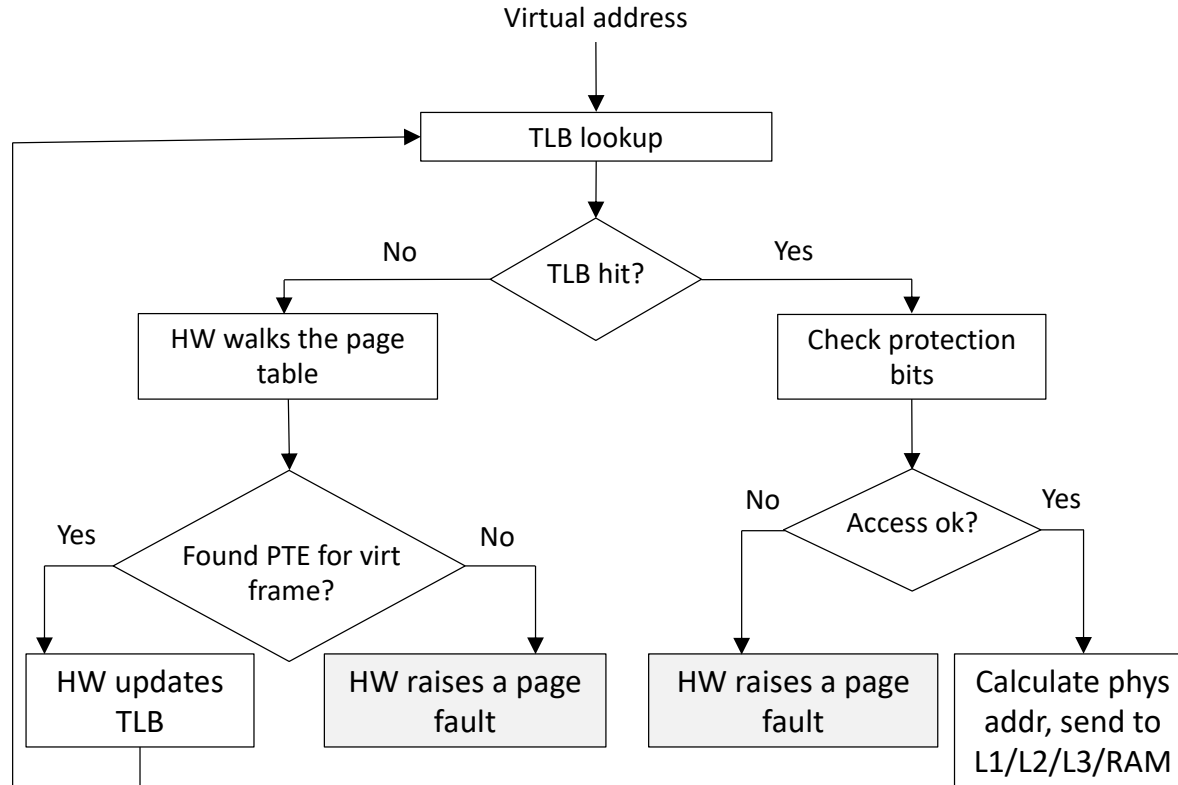 Virtual address
TLB lookup
No
Yes
TLB hit?
HW walks the page
table
Check protection
bits
No
Yes
Access ok?
Yes
No
Found PTE for virt
frame?
HW updates
TLB
HW raises a page
fault
HW raises a page
fault
Calculate phys
addr, send to
L1/L2/L3/RAM